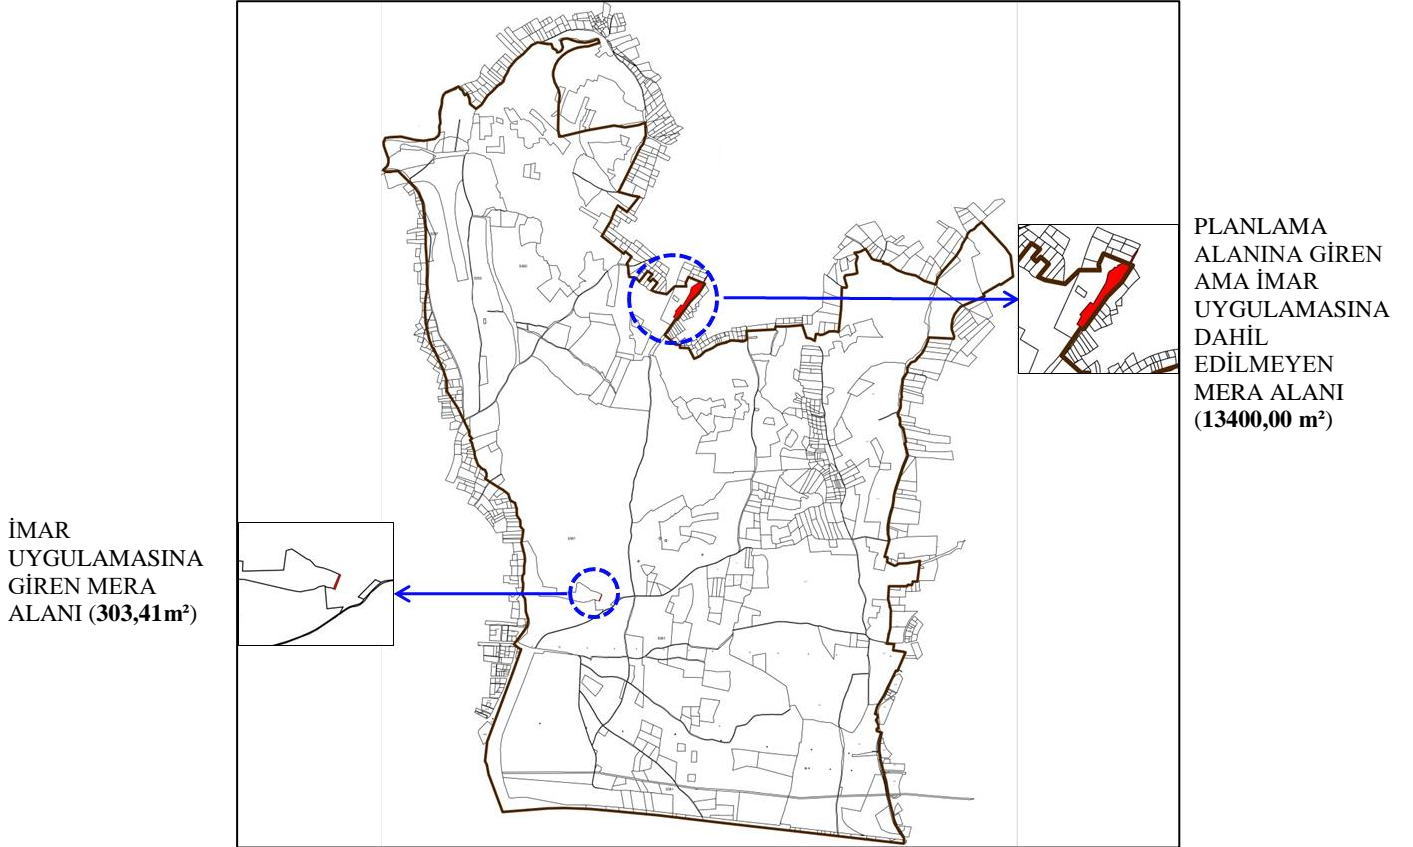 PLANLAMA
ALANINA GİREN
AMA İMAR
UYGULAMASINA
DAHİL
EDİLMEYEN
MERA ALANI
(13400,00 m²)
İMAR
UYGULAMASINA
GİREN MERA
ALANI (303,41m²)